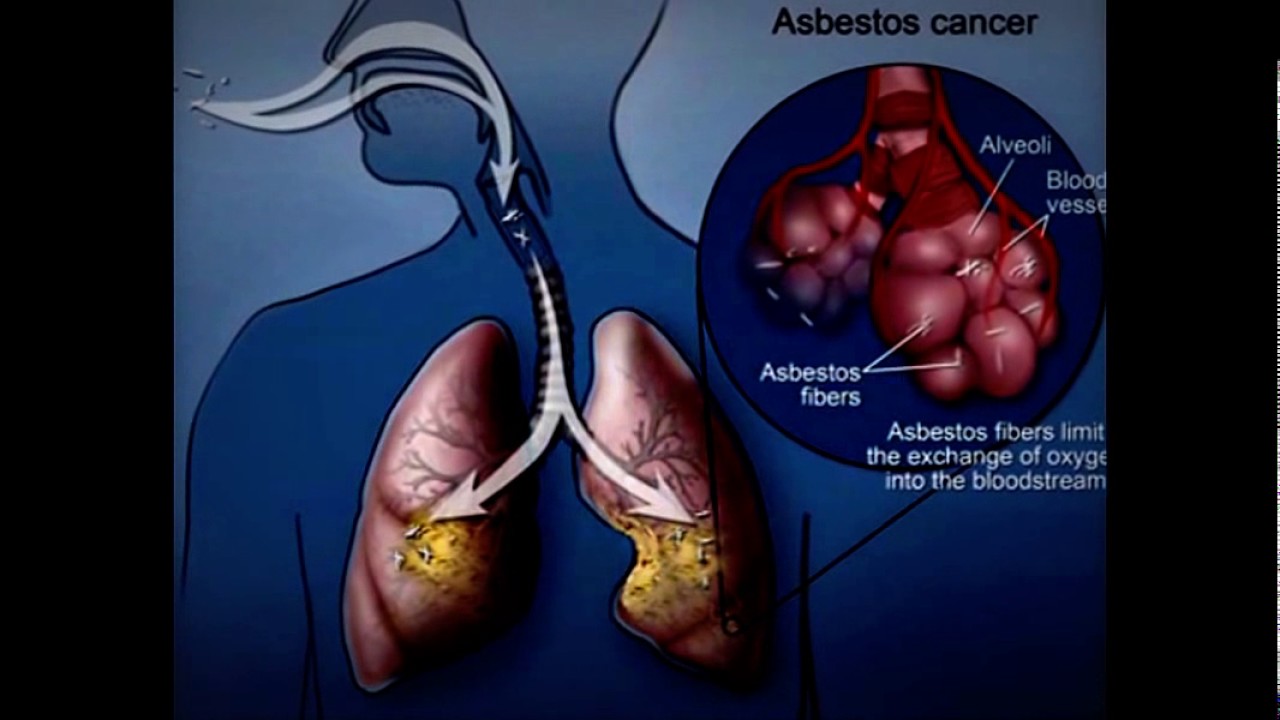 Asbestos cancer
Alveoli
Blood
vesse
Asbestos
fibers
Asbestos fibers limit
the exchange of oxyge
into the bloodstream